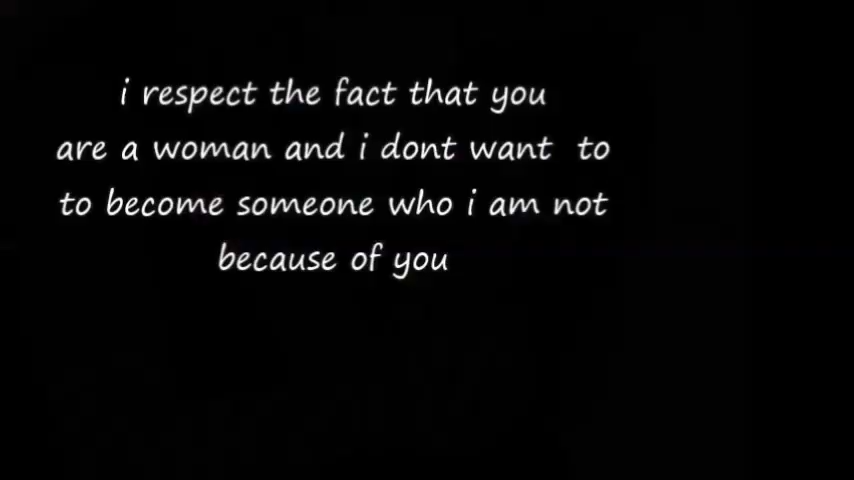 i respect the fact that you
are a woman and i dont want to
to become someone who i am not
because of you